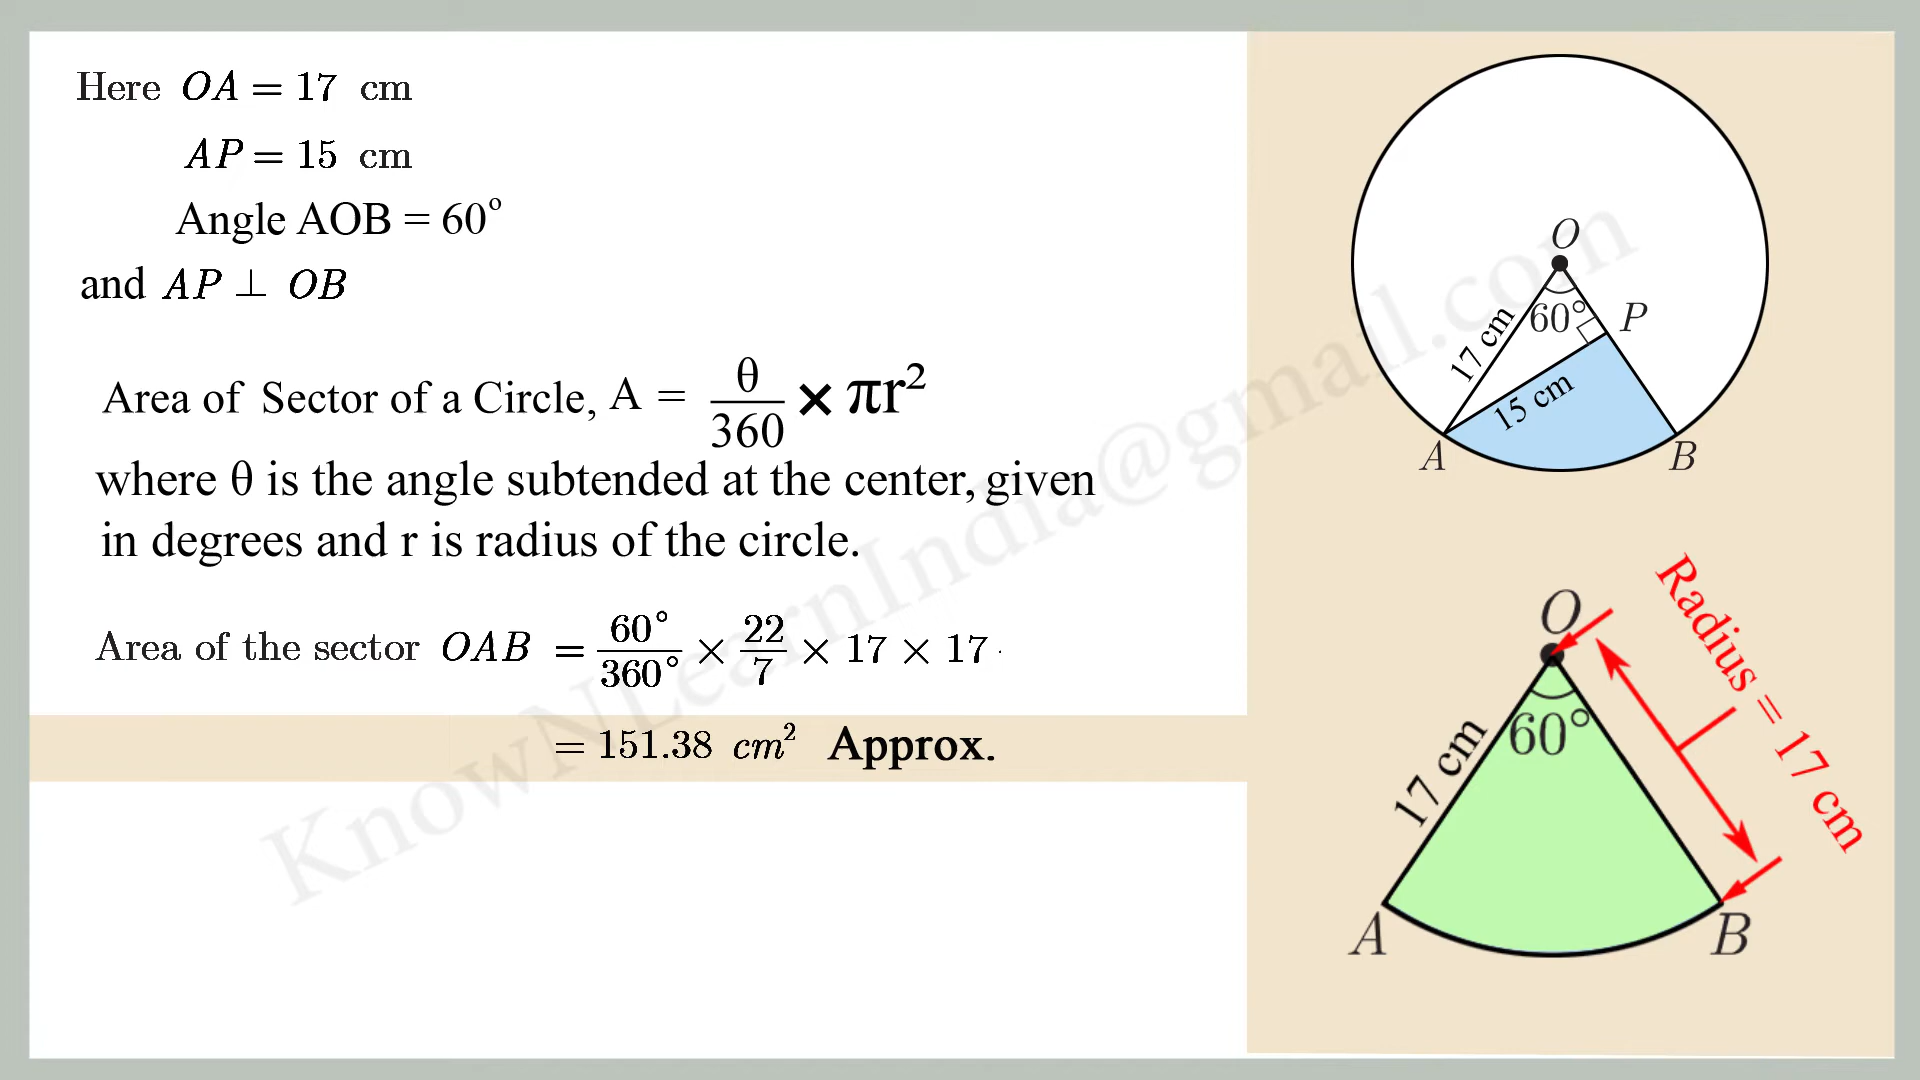 Here OA = 17 cm
AP = 15 cm
Angle AOB = 60°
and AP ⊥ OB
Area of Sector of a Circle, A = θ/360 × πr²
where θ is the angle subtended at the center, given
in degrees and r is radius of the circle.
Area of the sector OAB = 60°/360° × 22/7 × 17 × 17
= 151.38 cm² Approx.
O
60°
P
17 cm
15 cm
A
B
O
60°
17 cm
Radius = 17 cm
A
B
KnowNLearnIndia@gmail.com